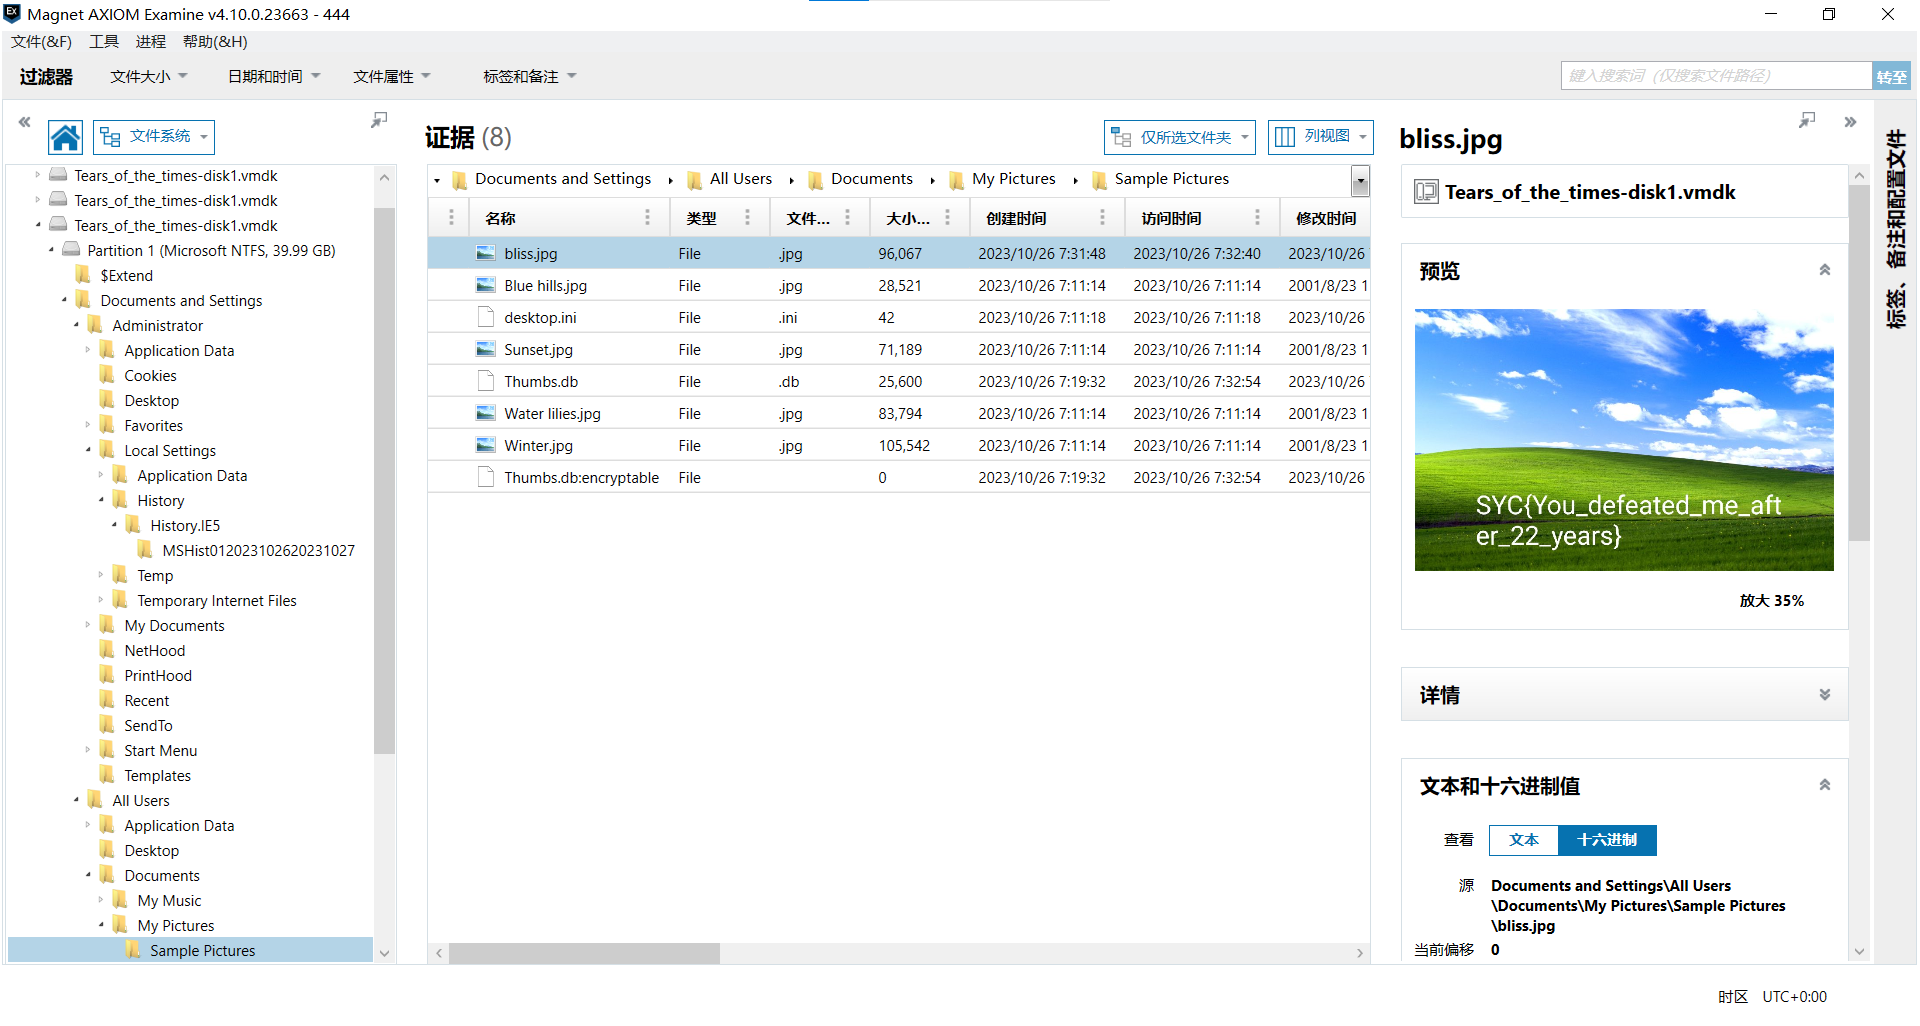 Magnet AXIOM Examine v4.10.0.23663 - 444
文件(&F) 工具 进程 帮助(&H)
过滤器 文件大小 日期和时间 文件属性 标签和备注 键入搜索词（仅搜索文件路径） 转至
文件系统
Tears_of_the_times-disk1.vmdk
Tears_of_the_times-disk1.vmdk
Tears_of_the_times-disk1.vmdk
Partition 1 (Microsoft NTFS, 39.99 GB)
$Extend
Documents and Settings
Administrator
Application Data
Cookies
Desktop
Favorites
Local Settings
Application Data
History
History.IE5
MSHist012023102620231027
Temp
Temporary Internet Files
My Documents
NetHood
PrintHood
Recent
SendTo
Start Menu
Templates
All Users
Application Data
Desktop
Documents
My Music
My Pictures
Sample Pictures
证据 (8) 仅所选文件夹 列视图
Documents and Settings All Users Documents My Pictures Sample Pictures
名称 类型 文件... 大小... 创建时间 访问时间 修改时间
bliss.jpg File .jpg 96,067 2023/10/26 7:31:48 2023/10/26 7:32:40 2023/10/26
Blue hills.jpg File .jpg 28,521 2023/10/26 7:11:14 2023/10/26 7:11:14 2001/8/23 1
desktop.ini File .ini 42 2023/10/26 7:11:18 2023/10/26 7:11:18 2023/10/26
Sunset.jpg File .jpg 71,189 2023/10/26 7:11:14 2023/10/26 7:11:14 2001/8/23 1
Thumbs.db File .db 25,600 2023/10/26 7:19:32 2023/10/26 7:32:54 2023/10/26
Water lilies.jpg File .jpg 83,794 2023/10/26 7:11:14 2023/10/26 7:11:14 2001/8/23 1
Winter.jpg File .jpg 105,542 2023/10/26 7:11:14 2023/10/26 7:11:14 2001/8/23 1
Thumbs.db:encryptable File 0 2023/10/26 7:19:32 2023/10/26 7:32:54 2023/10/26
bliss.jpg
Tears_of_the_times-disk1.vmdk
预览
SYC{You_defeated_me_aft
er_22_years}
放大 35%
详情
文本和十六进制值
查看 文本 十六进制
源 Documents and Settings\All Users
\Documents\My Pictures\Sample Pictures
\bliss.jpg
当前偏移 0
标签、备注和配置文件
时区 UTC+0:00